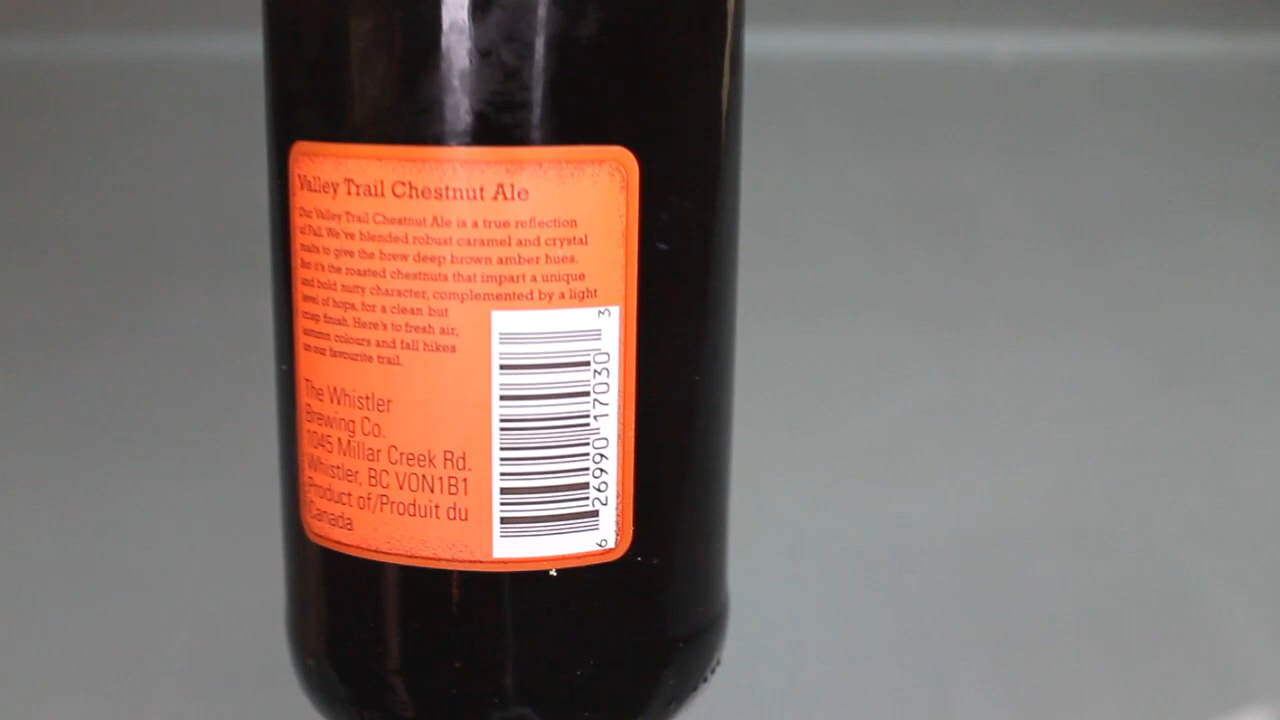 Valley Trail Chestnut Ale
Our Valley Trail Chestnut Ale is a true reflection
of Fall. We've blended robust caramel and crystal
malts to give the brew deep brown amber hues.
But it's the roasted chestnuts that impart a unique
and bold nutty character, complemented by a light
level of hops, for a clean but
crisp finish. Here's to fresh air,
autumn colours and fall hikes
on our favourite trail.
The Whistler
Brewing Co.
1045 Millar Creek Rd.
Whistler, BC V0N1B1
Product of/Produit du
Canada
6 26990 17030 3